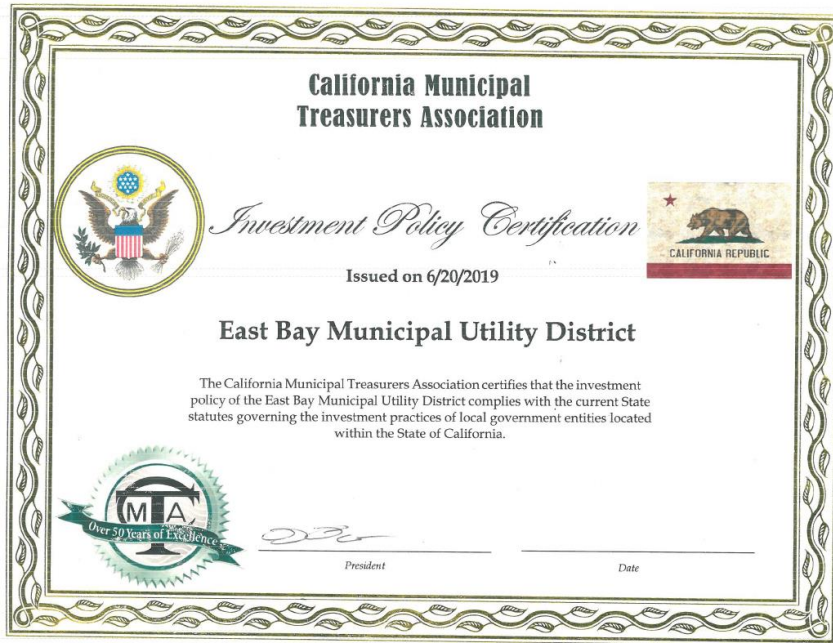 California Municipal
Treasurers Association
Investment Policy Certification
CALIFORNIA REPUBLIC
Issued on 6/20/2019
East Bay Municipal Utility District
The California Municipal Treasurers Association certifies that the investment
policy of the East Bay Municipal Utility District complies with the current State
statutes governing the investment practices of local government entities located
within the State of California.
CMTA
Over 50 Years of Excellence
President
Date